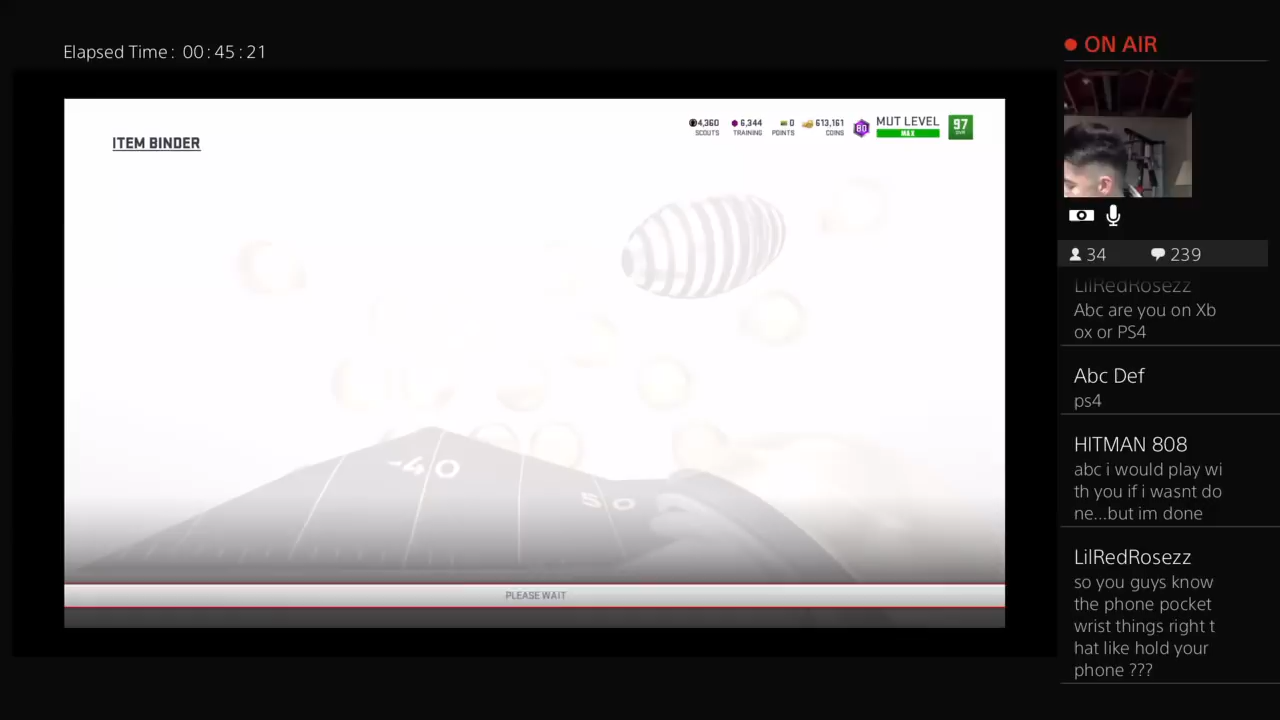 Elapsed Time: 00:45:21
ON AIR
ITEM BINDER
4,360 6,344 0 613,161 80 MUT LEVEL 97
SCOUTS TRAINING POINTS COINS MAX OVR
34 239
LilRedRosezz
Abc are you on Xb
ox or PS4
Abc Def
ps4
HITMAN 808
abc i would play wi
th you if i wasnt do
ne...but im done
LilRedRosezz
so you guys know
the phone pocket
wrist things right t
hat like hold your
phone ???
-40
50
PLEASE WAIT